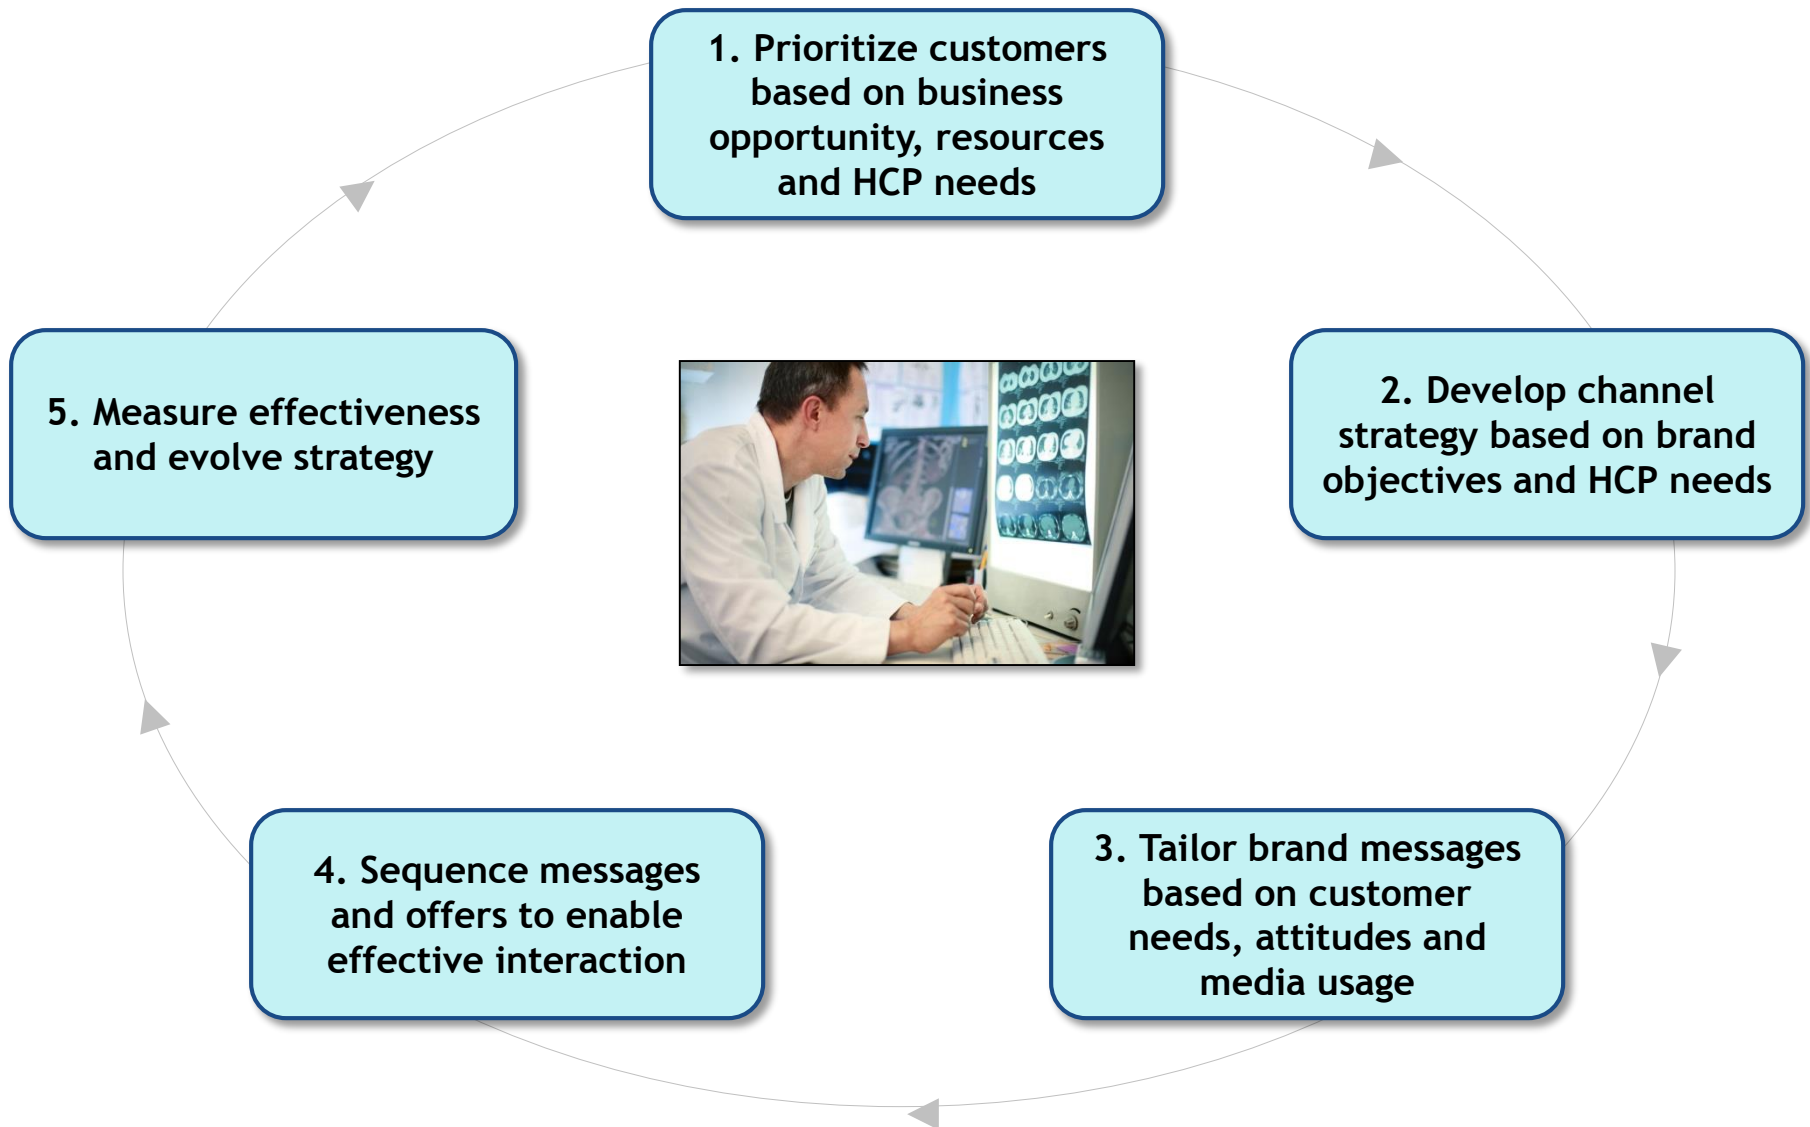 1. Prioritize customers
based on business
opportunity, resources
and HCP needs
2. Develop channel
strategy based on brand
objectives and HCP needs
3. Tailor brand messages
based on customer
needs, attitudes and
media usage
4. Sequence messages
and offers to enable
effective interaction
5. Measure effectiveness
and evolve strategy